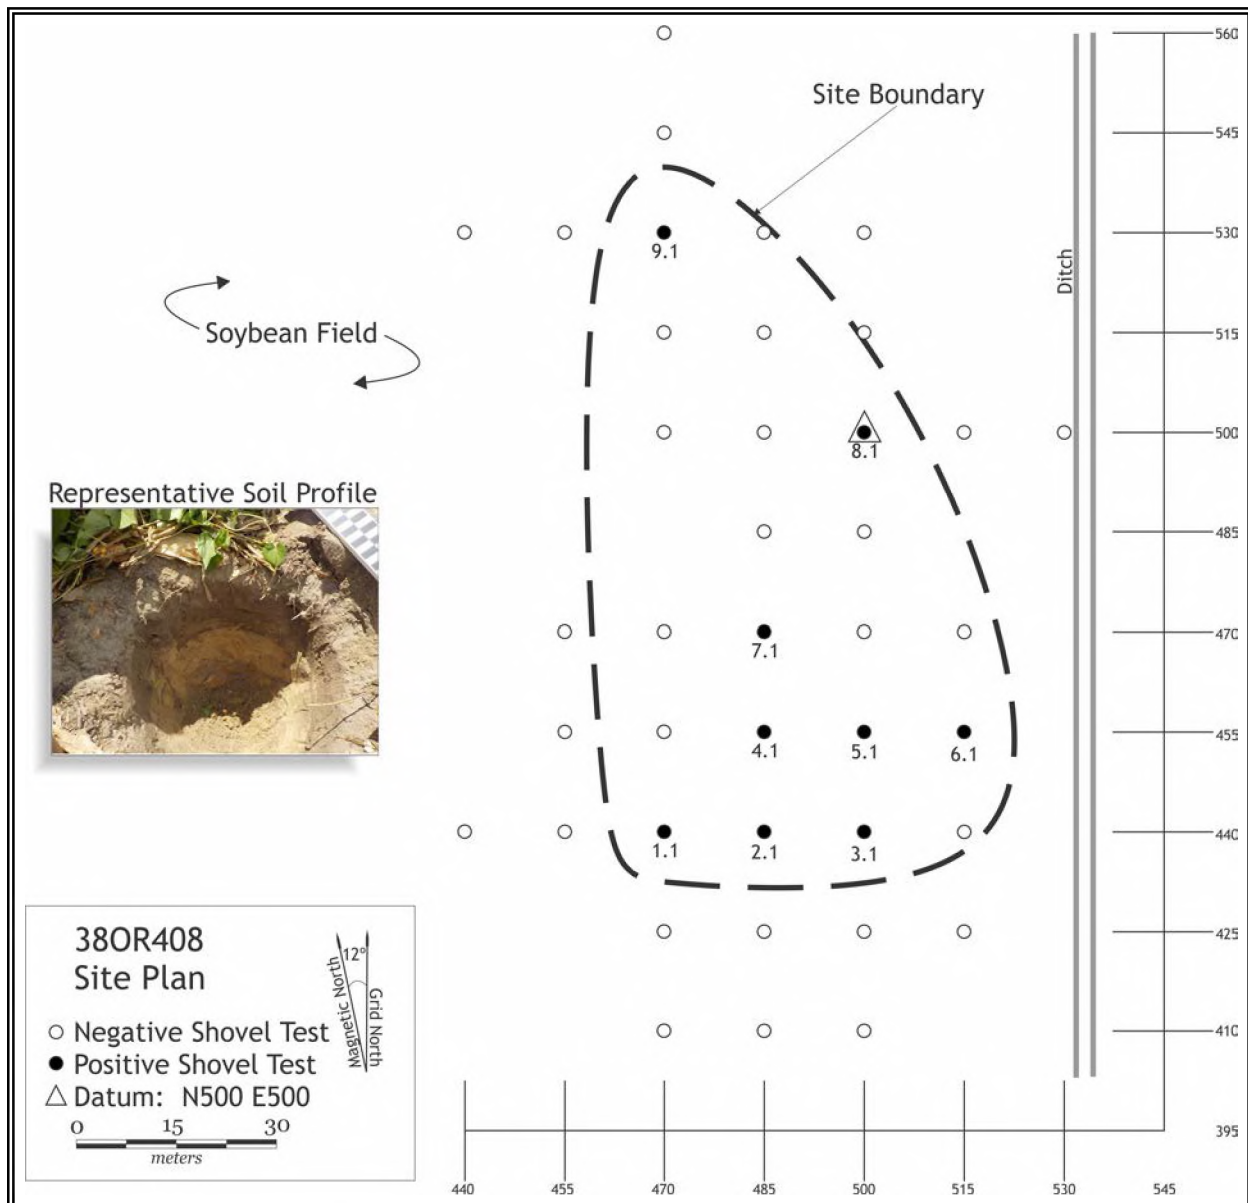 560
Site Boundary
545
530
9.1
Ditch
Soybean Field
515
500
8.1
Representative Soil Profile
485
470
7.1
455
4.1
5.1
6.1
440
1.1
2.1
3.1
425
38OR408
Site Plan
12°
Magnetic North
Grid North
Negative Shovel Test
Positive Shovel Test
Datum: N500 E500
0 15 30
meters
410
395
440 455 470 485 500 515 530 545